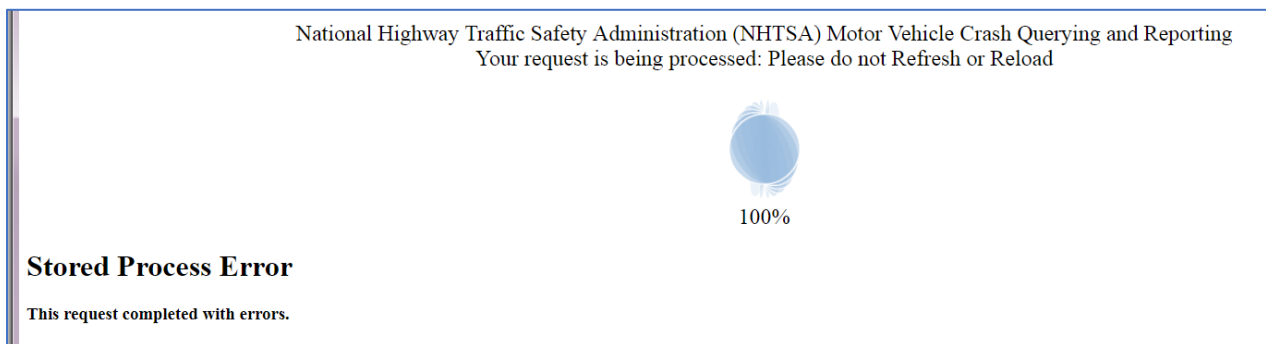 National Highway Traffic Safety Administration (NHTSA) Motor Vehicle Crash Querying and Reporting
Your request is being processed: Please do not Refresh or Reload
100%
Stored Process Error
This request completed with errors.